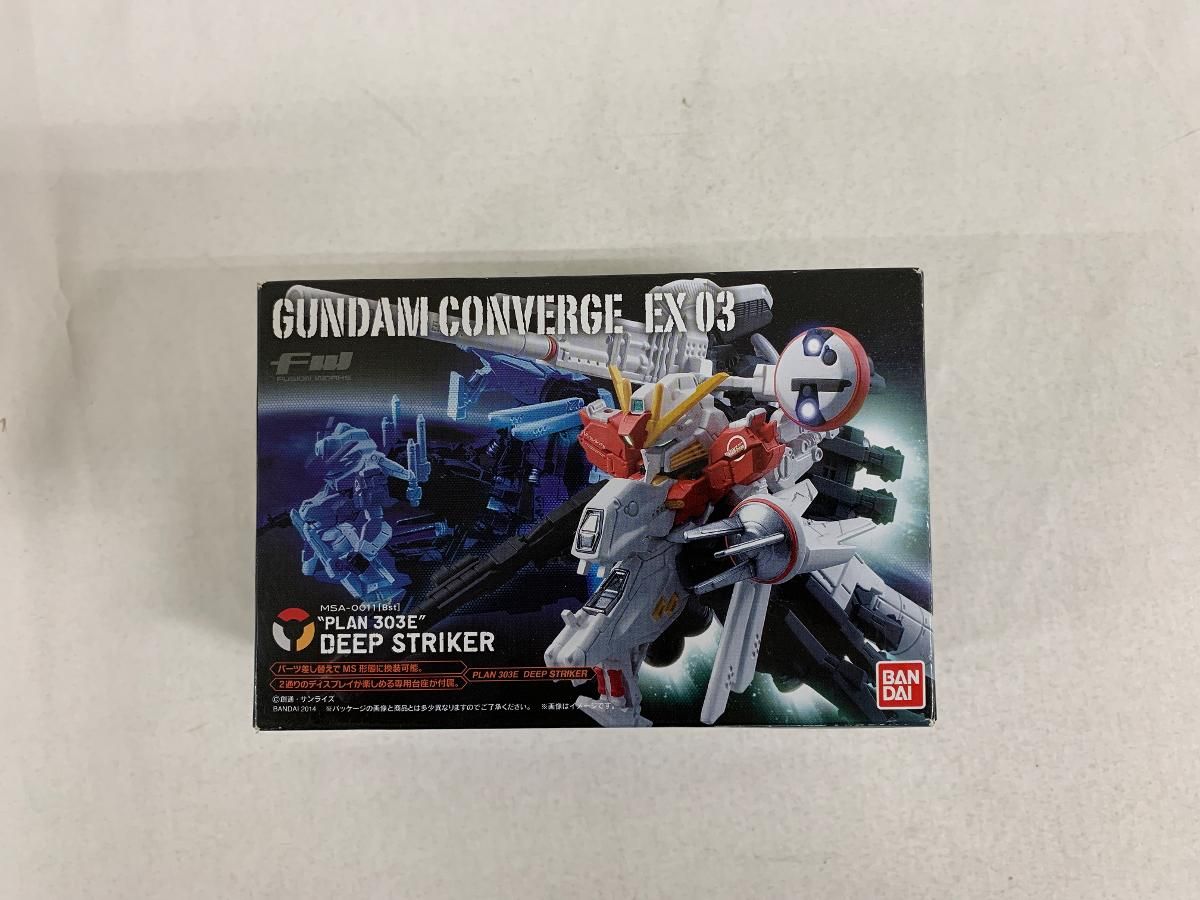 GUNDAM CONVERGE EX 03
FW
FUSION WORKS
MSA-0011[Bst]
"PLAN 303E"
DEEP STRIKER
パーツ差し替えでMS形態に換装可能。
2通りのディスプレイが楽しめる専用台座が付属。
PLAN 303E DEEP STRIKER
©創通・サンライズ
BANDAI 2014 ※パッケージの画像と商品とは多少異なりますのでご了承ください。 ※画像はイメージです。
BAN
DAI